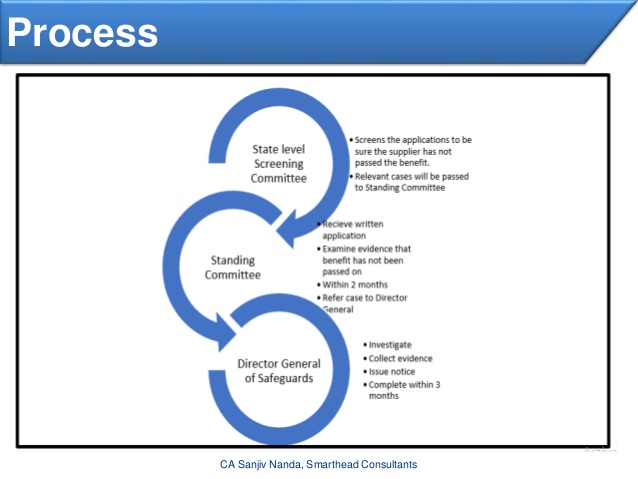 Process
State level
Screening
Committee
• Screens the applications to be
sure the supplier has not
passed the benefit.
• Relevant cases will be passed
to Standing Committee
Standing
Committee
• Recieve written
application
• Examine evidence that
benefit has not been
passed on
• Within 2 months
• Refer case to Director
General
Director General
of Safeguards
• Investigate
• Collect evidence
• Issue notice
• Complete within 3
months
CA Sanjiv Nanda, Smarthead Consultants